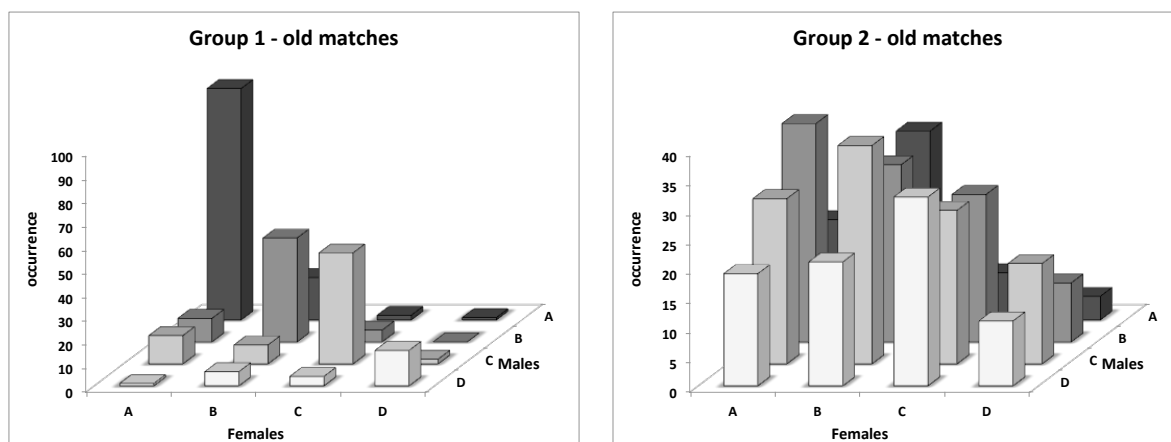 Group 1 - old matches
occurrence
100
90
80
70
60
50
40
30
20
10
0
A
B
C
D
Females
A
B
C
D
Males
Group 2 - old matches
occurrence
40
35
30
25
20
15
10
5
0
A
B
C
D
Females
A
B
C
D
Males